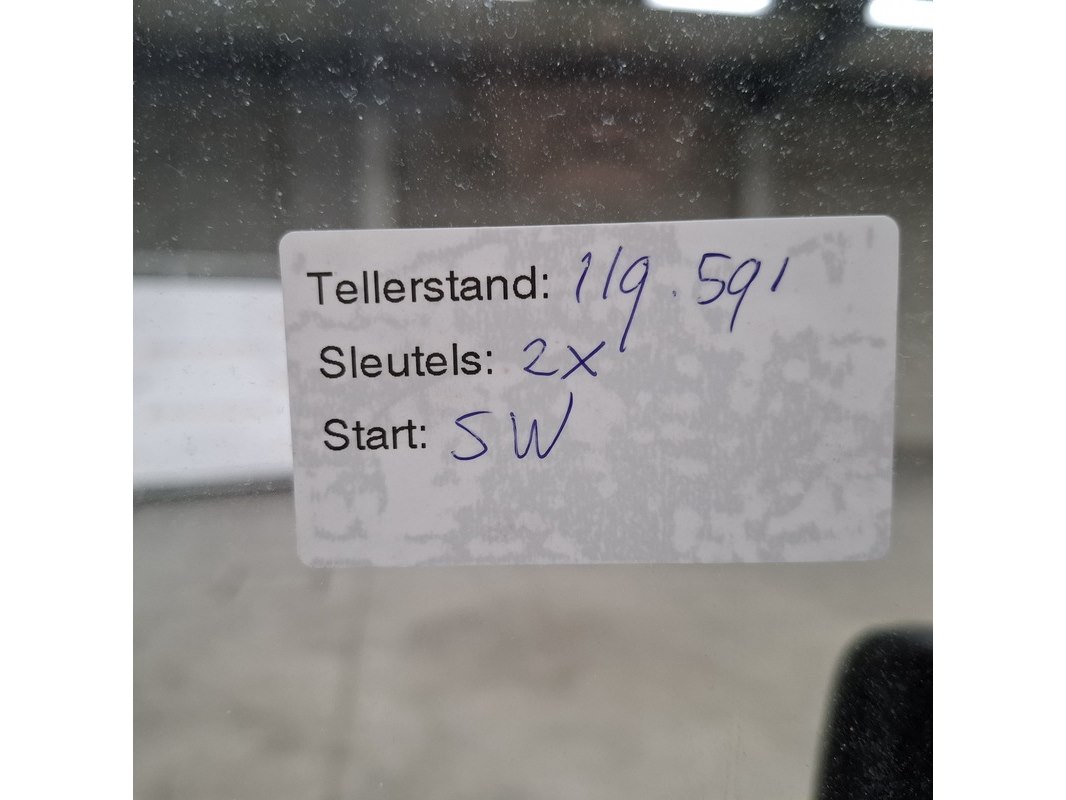 Tellerstand: 119.591
Sleutels: 2x
Start: SW